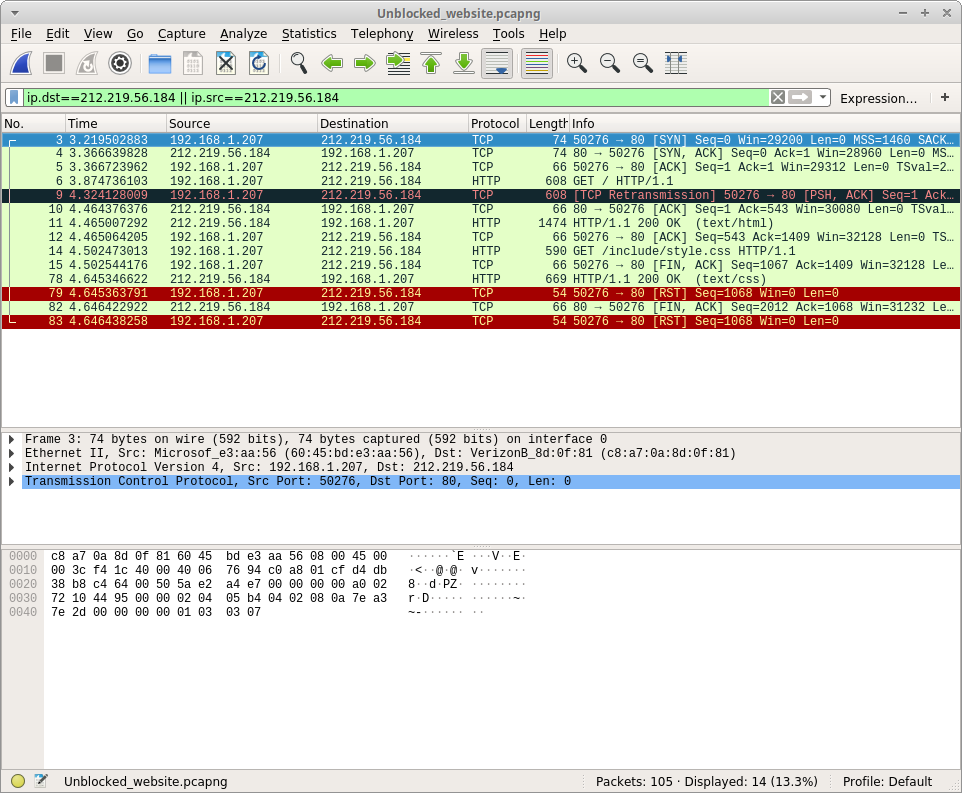 Unblocked_website.pcapng
File Edit View Go Capture Analyze Statistics Telephony Wireless Tools Help
ip.dst==212.219.56.184 || ip.src==212.219.56.184 Expression… +
No. Time Source Destination Protocol Length Info
3 3.219502883 192.168.1.207 212.219.56.184 TCP 74 50276 → 80 [SYN] Seq=0 Win=29200 Len=0 MSS=1460 SACK…
4 3.366639828 212.219.56.184 192.168.1.207 TCP 74 80 → 50276 [SYN, ACK] Seq=0 Ack=1 Win=28960 Len=0 MS…
5 3.366723962 192.168.1.207 212.219.56.184 TCP 66 50276 → 80 [ACK] Seq=1 Ack=1 Win=29312 Len=0 TSval=2…
6 3.874736103 192.168.1.207 212.219.56.184 HTTP 608 GET / HTTP/1.1
9 4.324128009 192.168.1.207 212.219.56.184 TCP 608 [TCP Retransmission] 50276 → 80 [PSH, ACK] Seq=1 Ack…
10 4.464376376 212.219.56.184 192.168.1.207 TCP 66 80 → 50276 [ACK] Seq=1 Ack=543 Win=30080 Len=0 TSval…
11 4.465007292 212.219.56.184 192.168.1.207 HTTP 1474 HTTP/1.1 200 OK (text/html)
12 4.465064205 192.168.1.207 212.219.56.184 TCP 66 50276 → 80 [ACK] Seq=543 Ack=1409 Win=32128 Len=0 TS…
14 4.502473013 192.168.1.207 212.219.56.184 HTTP 590 GET /include/style.css HTTP/1.1
15 4.502544176 192.168.1.207 212.219.56.184 TCP 66 50276 → 80 [FIN, ACK] Seq=1067 Ack=1409 Win=32128 Le…
78 4.645346622 212.219.56.184 192.168.1.207 HTTP 669 HTTP/1.1 200 OK (text/css)
79 4.645363791 192.168.1.207 212.219.56.184 TCP 54 50276 → 80 [RST] Seq=1068 Win=0 Len=0
82 4.646422922 212.219.56.184 192.168.1.207 TCP 66 80 → 50276 [FIN, ACK] Seq=2012 Ack=1068 Win=31232 Le…
83 4.646438258 192.168.1.207 212.219.56.184 TCP 54 50276 → 80 [RST] Seq=1068 Win=0 Len=0
Frame 3: 74 bytes on wire (592 bits), 74 bytes captured (592 bits) on interface 0
Ethernet II, Src: Microsof_e3:aa:56 (60:45:bd:e3:aa:56), Dst: VerizonB_8d:0f:81 (c8:a7:0a:8d:0f:81)
Internet Protocol Version 4, Src: 192.168.1.207, Dst: 212.219.56.184
Transmission Control Protocol, Src Port: 50276, Dst Port: 80, Seq: 0, Len: 0
0000 c8 a7 0a 8d 0f 81 60 45 bd e3 aa 56 08 00 45 00 ······`E ···V··E·
0010 00 3c f4 1c 40 00 40 06 76 94 c0 a8 01 cf d4 db ·<··@·@· v·······
0020 38 b8 c4 64 00 50 5a e2 a4 e7 00 00 00 00 a0 02 8··d·PZ· ········
0030 72 10 44 95 00 00 02 04 05 b4 04 02 08 0a 7e a3 r·D····· ······~·
0040 7e 2d 00 00 00 00 01 03 03 07 ~-······ ··
Unblocked_website.pcapng Packets: 105 · Displayed: 14 (13.3%) Profile: Default